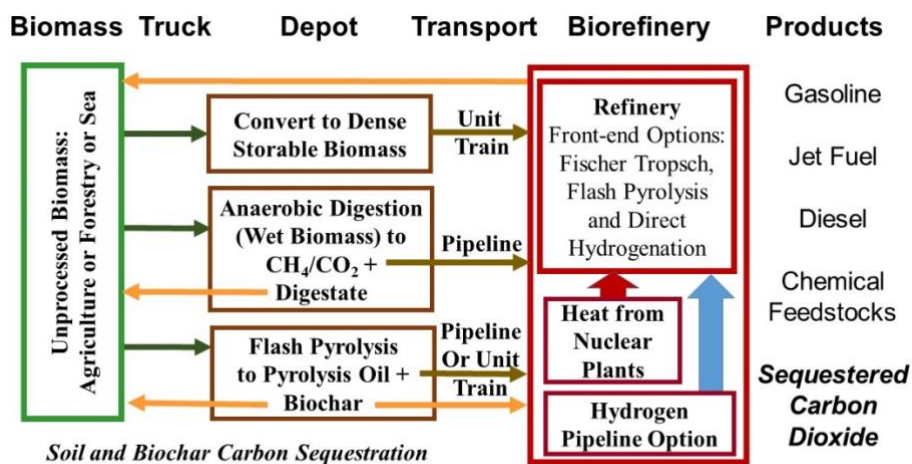 Biomass Truck Depot Transport Biorefinery Products
Unprocessed Biomass:
Agriculture or Forestry or Sea
Convert to Dense
Storable Biomass
Unit
Train
Anaerobic Digestion
(Wet Biomass) to
CH₄/CO₂ +
Digestate
Pipeline
Flash Pyrolysis
to Pyrolysis Oil +
Biochar
Pipeline
Or Unit
Train
Soil and Biochar Carbon Sequestration
Refinery
Front-end Options:
Fischer Tropsch,
Flash Pyrolysis
and Direct
Hydrogenation
Heat from
Nuclear
Plants
Hydrogen
Pipeline Option
Gasoline
Jet Fuel
Diesel
Chemical
Feedstocks
Sequestered
Carbon
Dioxide